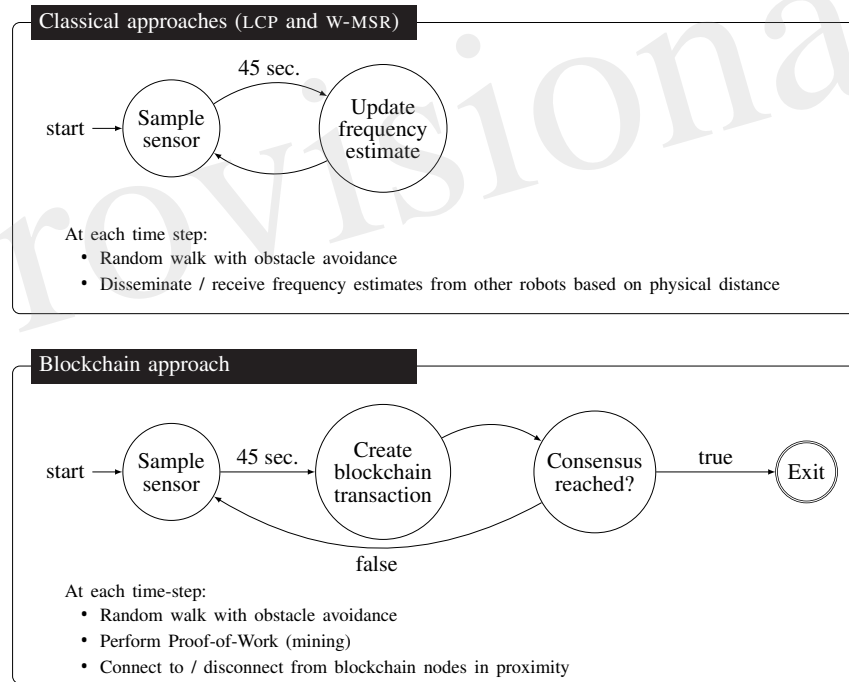 Classical approaches (LCP and W-MSR)
45 sec.
start
Sample
sensor
Update
frequency
estimate
At each time step:
• Random walk with obstacle avoidance
• Disseminate / receive frequency estimates from other robots based on physical distance
rovisiona
Blockchain approach
start
Sample
sensor
45 sec.
Create
blockchain
transaction
Consensus
reached?
true
Exit
false
At each time-step:
• Random walk with obstacle avoidance
• Perform Proof-of-Work (mining)
• Connect to / disconnect from blockchain nodes in proximity